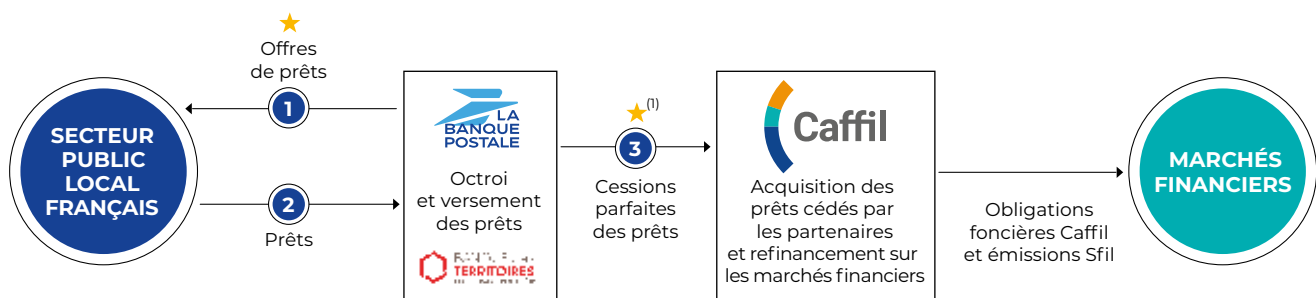 Offres
de prêts
1
SECTEUR
PUBLIC
LOCAL
FRANÇAIS
2
Prêts
LA
BANQUE
POSTALE
Octroi
et versement
des prêts
TERRITOIRES
(1)
3
Cessions
parfaites
des prêts
Caffil
Acquisition des
prêts cédés par
les partenaires
et refinancement sur
les marchés financiers
Obligations
foncières Caffil
et émissions Sfil
MARCHÉS
FINANCIERS